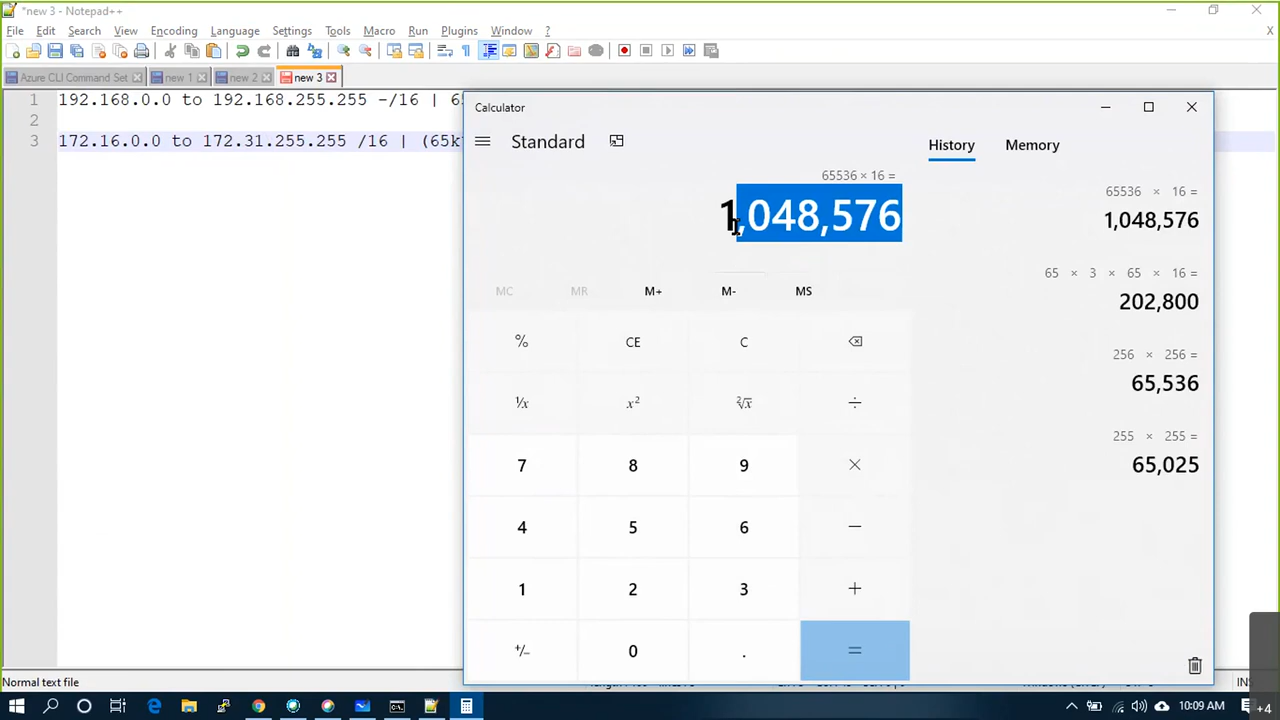 *new 3 - Notepad++
File Edit Search View Encoding Language Settings Tools Macro Run Plugins Window ? X
Azure CLI Command Set new 1 new 2 new 3
1 192.168.0.0 to 192.168.255.255 -/16 | 6
2
3 172.16.0.0 to 172.31.255.255 /16 | (65k
Calculator
Standard
History Memory
65536 × 16 =
1,048,576
MC MR M+ M- MS
% CE C
¹/x x² ²√x ÷
7 8 9 ×
4 5 6 −
1 2 3 +
+/− 0 . =
65536 × 16 =
1,048,576
65 × 3 × 65 × 16 =
202,800
256 × 256 =
65,536
255 × 255 =
65,025
Normal text file
INS
10:09 AM
+4